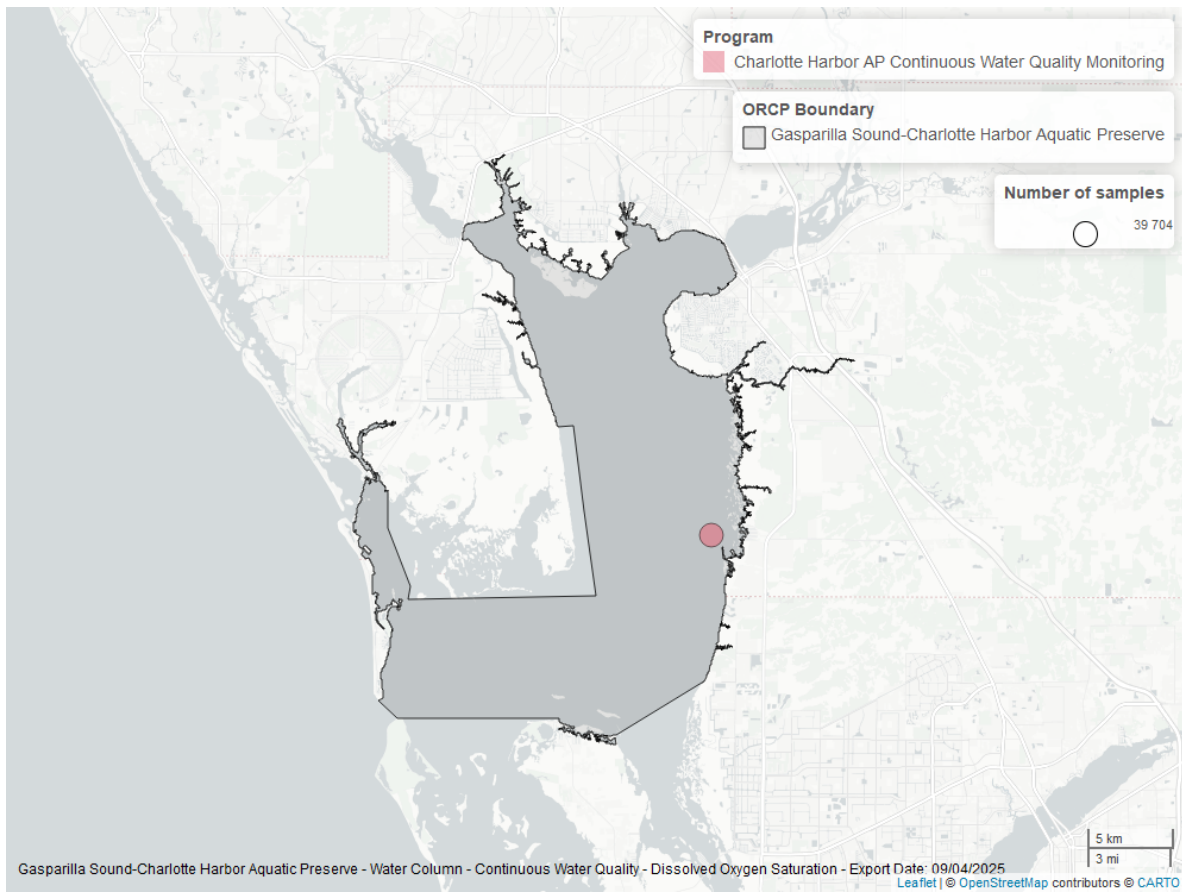 Program
Charlotte Harbor AP Continuous Water Quality Monitoring
ORCP Boundary
Gasparilla Sound-Charlotte Harbor Aquatic Preserve
Number of samples
39 704
5 km
3 mi
Gasparilla Sound-Charlotte Harbor Aquatic Preserve - Water Column - Continuous Water Quality - Dissolved Oxygen Saturation - Export Date: 09/04/2025
Leaflet | © OpenStreetMap contributors © CARTO